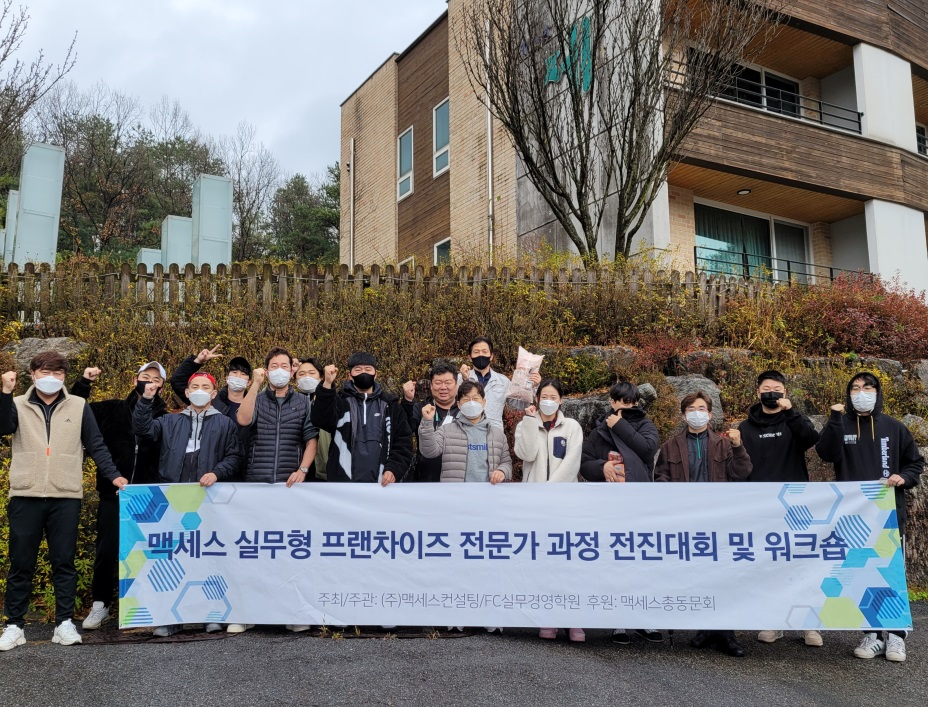 맥세스 실무형 프랜차이즈 전문가 과정 전진대회 및 워크숍
주최/주관: (주)맥세스컨설팅/FC실무경영학원 후원: 맥세스총동문회
Timberland